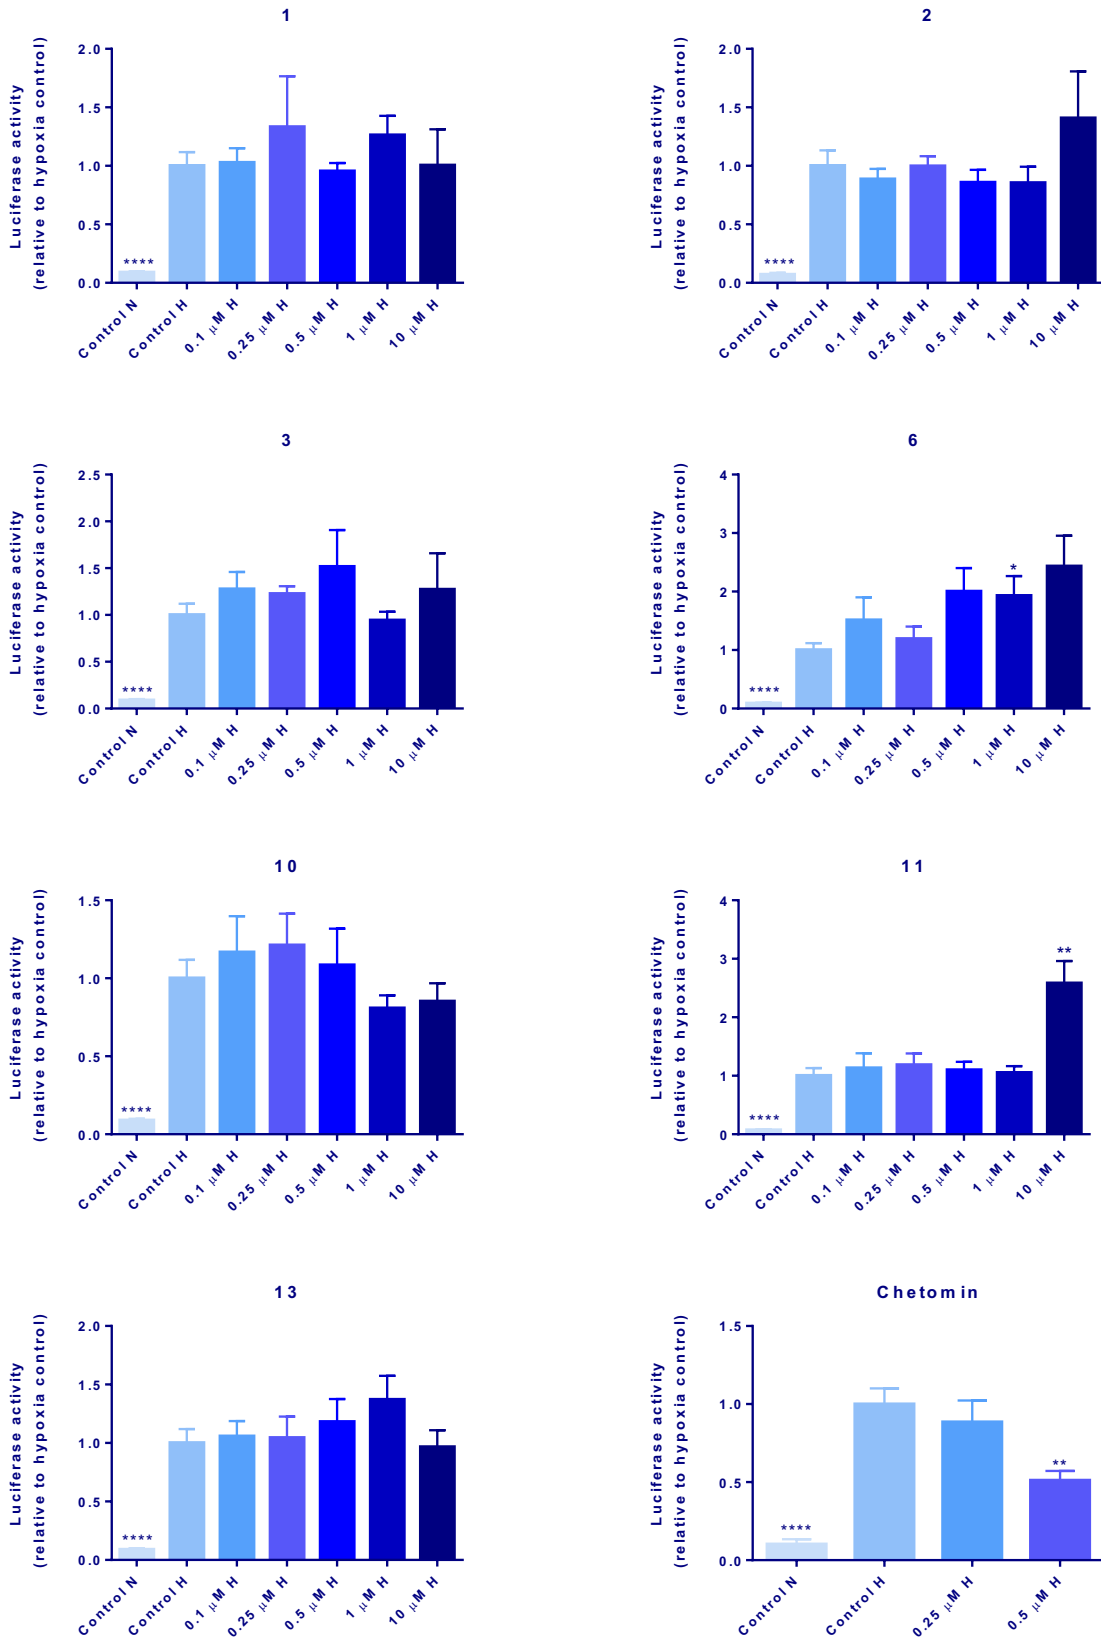 1
Luciferase activity
(relative to hypoxia control)
2.0
1.5
1.0
0.5
0.0
****
Control N
Control H
0.1 μM H
0.25 μM H
0.5 μM H
1 μM H
10 μM H
2
Luciferase activity
(relative to hypoxia control)
2.0
1.5
1.0
0.5
0.0
****
Control N
Control H
0.1 μM H
0.25 μM H
0.5 μM H
1 μM H
10 μM H
3
Luciferase activity
(relative to hypoxia control)
2.5
2.0
1.5
1.0
0.5
0.0
****
Control N
Control H
0.1 μM H
0.25 μM H
0.5 μM H
1 μM H
10 μM H
6
Luciferase activity
(relative to hypoxia control)
4
3
2
1
0
****
*
Control N
Control H
0.1 μM H
0.25 μM H
0.5 μM H
1 μM H
10 μM H
10
Luciferase activity
(relative to hypoxia control)
1.5
1.0
0.5
0.0
****
Control N
Control H
0.1 μM H
0.25 μM H
0.5 μM H
1 μM H
10 μM H
11
Luciferase activity
(relative to hypoxia control)
4
3
2
1
0
****
**
Control N
Control H
0.1 μM H
0.25 μM H
0.5 μM H
1 μM H
10 μM H
13
Luciferase activity
(relative to hypoxia control)
2.0
1.5
1.0
0.5
0.0
****
Control N
Control H
0.1 μM H
0.25 μM H
0.5 μM H
1 μM H
10 μM H
Chetomin
Luciferase activity
(relative to hypoxia control)
1.5
1.0
0.5
0.0
****
**
Control N
Control H
0.25 μM H
0.5 μM H